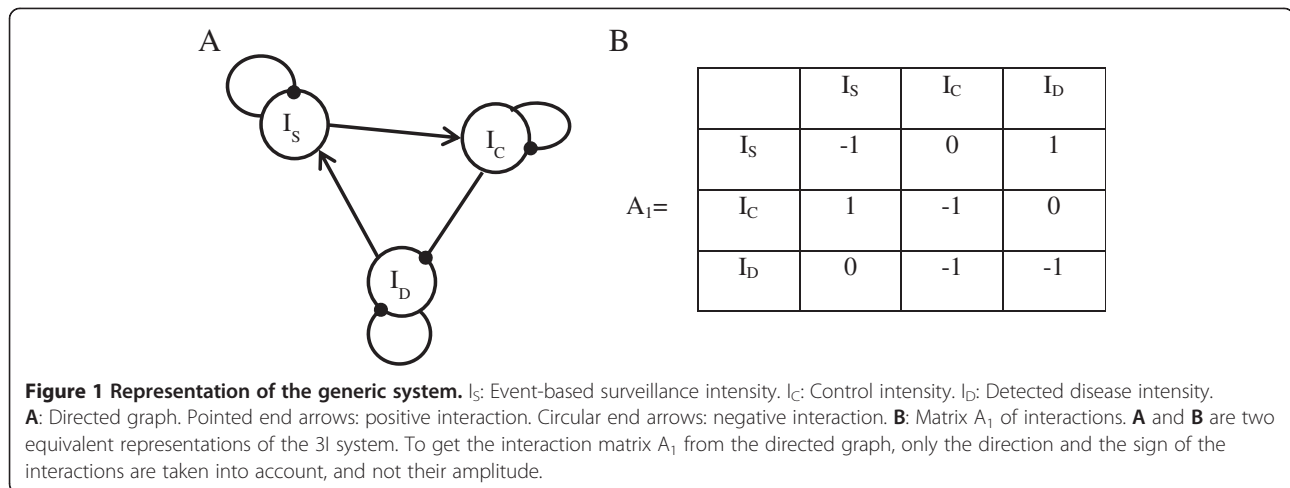 A
B
I_S
I_C
I_D
A₁=
I_S I_C I_D
I_S -1 0 1
I_C 1 -1 0
I_D 0 -1 -1
Figure 1 Representation of the generic system. I_S: Event-based surveillance intensity. I_C: Control intensity. I_D: Detected disease intensity.
A: Directed graph. Pointed end arrows: positive interaction. Circular end arrows: negative interaction. B: Matrix A₁ of interactions. A and B are two
equivalent representations of the 3I system. To get the interaction matrix A₁ from the directed graph, only the direction and the sign of the
interactions are taken into account, and not their amplitude.